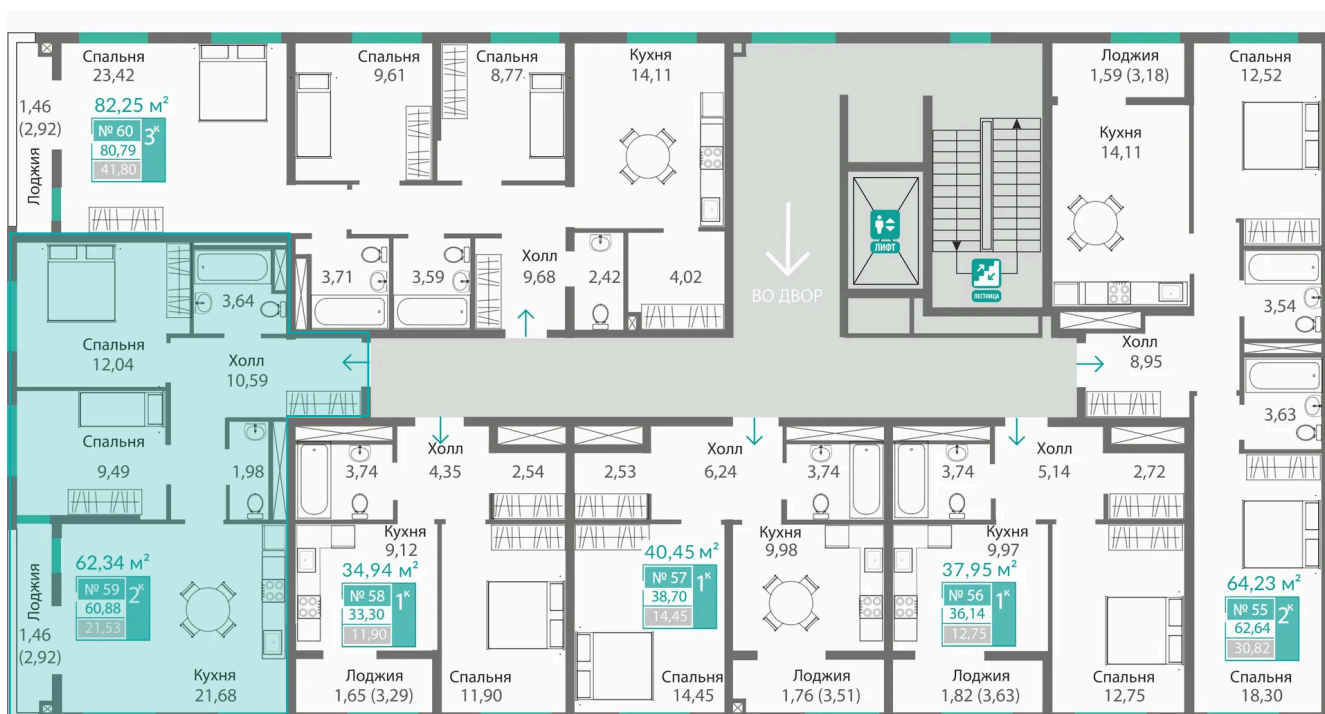 Спальня
23,42
1,46
(2,92)
Лоджия
82,25 м²
№ 60
80,79
41,80
3ᴷ
Спальня
9,61
Спальня
8,77
Кухня
14,11
3,71
3,59
Холл
9,68
2,42
4,02
ВО ДВОР
ЛИФТ
ЛЕСТНИЦА
Лоджия
1,59 (3,18)
Кухня
14,11
Спальня
12,52
3,54
Холл
8,95
3,63
3,64
Спальня
12,04
Холл
10,59
Спальня
9,49
1,98
62,34 м²
№ 59
60,88
21,53
2ᴷ
Лоджия
1,46
(2,92)
Кухня
21,68
3,74
Холл
4,35
2,54
Кухня
9,12
34,94 м²
№ 58
33,30
11,90
1ᴷ
Лоджия
1,65 (3,29)
Спальня
11,90
2,53
Холл
6,24
3,74
40,45 м²
№ 57
38,70
14,45
1ᴷ
Кухня
9,98
Спальня
14,45
Лоджия
1,76 (3,51)
3,74
Холл
5,14
2,72
Кухня
9,97
37,95 м²
№ 56
36,14
12,75
1ᴷ
Лоджия
1,82 (3,63)
Спальня
12,75
64,23 м²
№ 55
62,64
30,82
2ᴷ
Спальня
18,30